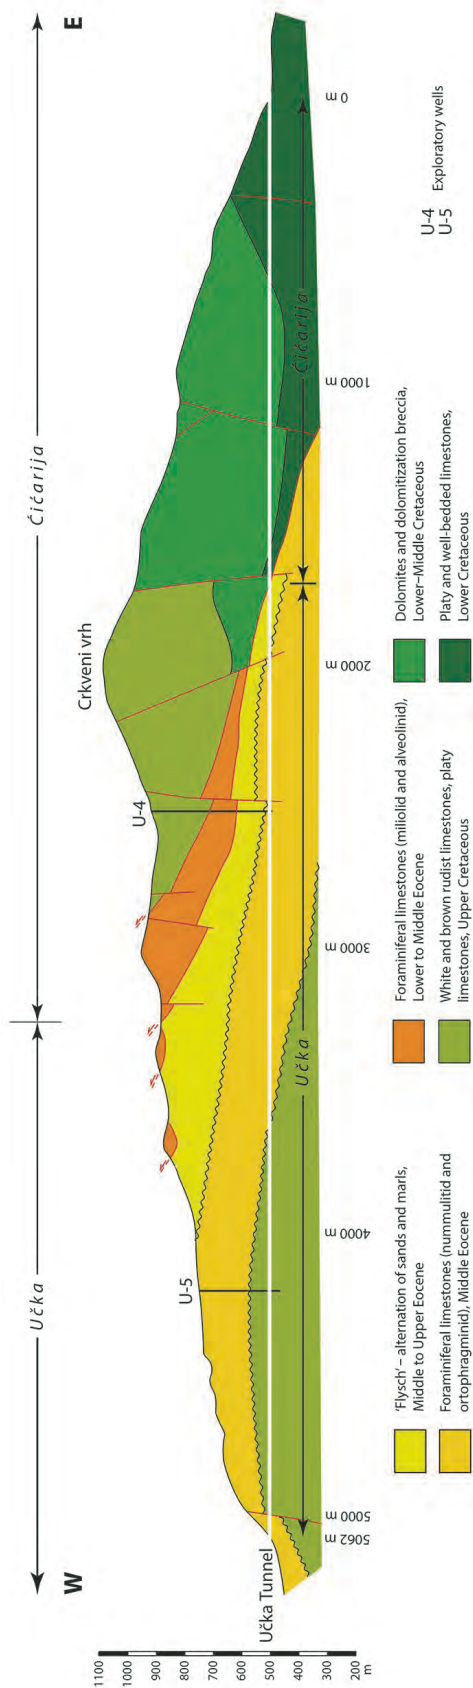 W
E
Učka
Ćićarija
Crkveni vrh
U-4
U-5
Učka Tunnel
Učka
Ćićarija
1100
1000
900
800
700
600
500
400
300
200
m
5062 m
5000 m
4000 m
3000 m
2000 m
1000 m
0 m
'Flysch' – alternation of sands and marls,
Middle to Upper Eocene
Foraminiferal limestones (nummulitid and
ortophragminid), Middle Eocene
Foraminiferal limestones (miliolid and alveolinid),
Lower to Middle Eocene
White and brown rudist limestones, platy
limestones, Upper Cretaceous
Dolomites and dolomitization breccia,
Lower–Middle Cretaceous
Platy and well-bedded limestones,
Lower Cretaceous
U-4
U-5
Exploratory wells